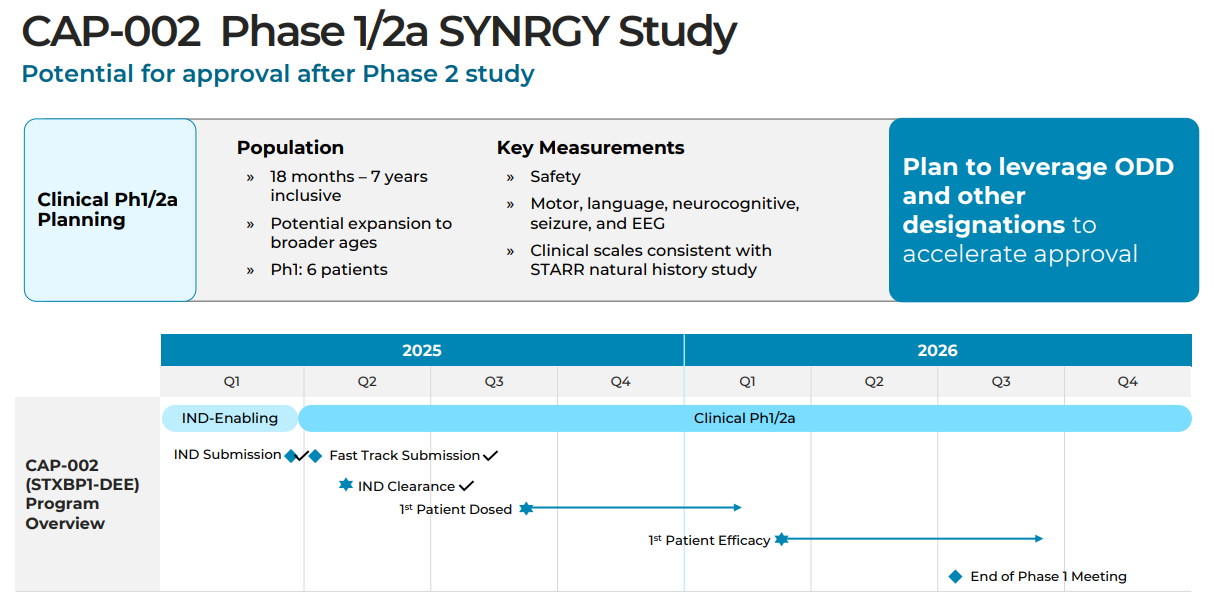 CAP-002 Phase 1/2a SYNRGY Study
Potential for approval after Phase 2 study
Clinical Ph1/2a
Planning
Population
» 18 months – 7 years
inclusive
» Potential expansion to
broader ages
» Ph1: 6 patients
Key Measurements
» Safety
» Motor, language, neurocognitive,
seizure, and EEG
» Clinical scales consistent with
STARR natural history study
Plan to leverage ODD
and other
designations to
accelerate approval
2025 2026
Q1 Q2 Q3 Q4 Q1 Q2 Q3 Q4
CAP-002
(STXBP1-DEE)
Program
Overview
IND-Enabling Clinical Ph1/2a
IND Submission ✓ Fast Track Submission ✓
IND Clearance ✓
1st Patient Dosed
1st Patient Efficacy
End of Phase 1 Meeting